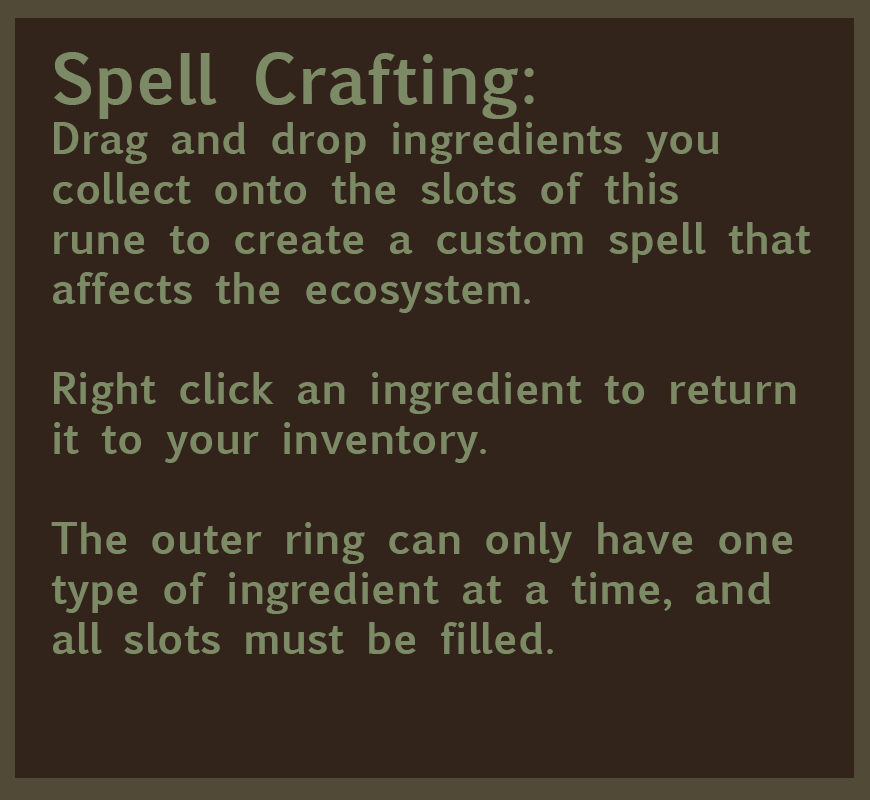 Spell Crafting:
Drag and drop ingredients you
collect onto the slots of this
rune to create a custom spell that
affects the ecosystem.
Right click an ingredient to return
it to your inventory.
The outer ring can only have one
type of ingredient at a time, and
all slots must be filled.